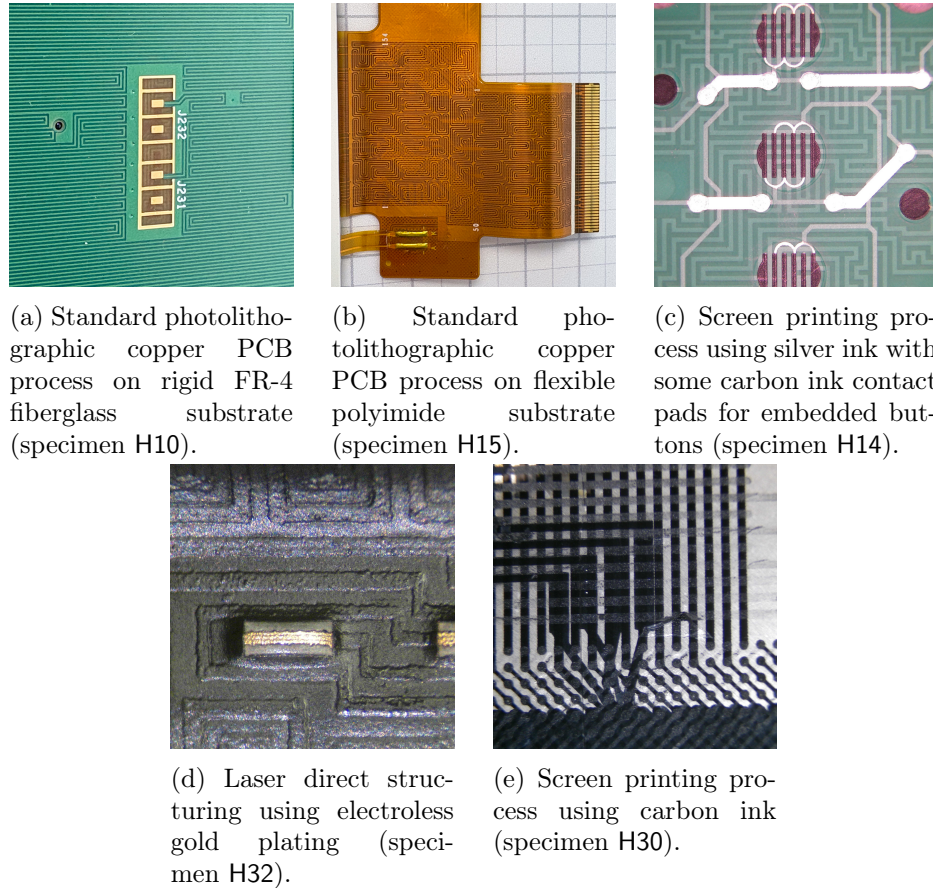 J232
J231
154
1
1
50
(a) Standard photolitho-
graphic copper PCB
process on rigid FR-4
fiberglass substrate
(specimen H10).
(b) Standard pho-
tolithographic copper
PCB process on flexible
polyimide substrate
(specimen H15).
(c) Screen printing pro-
cess using silver ink with
some carbon ink contact
pads for embedded but-
tons (specimen H14).
(d) Laser direct struc-
turing using electroless
gold plating (speci-
men H32).
(e) Screen printing pro-
cess using carbon ink
(specimen H30).